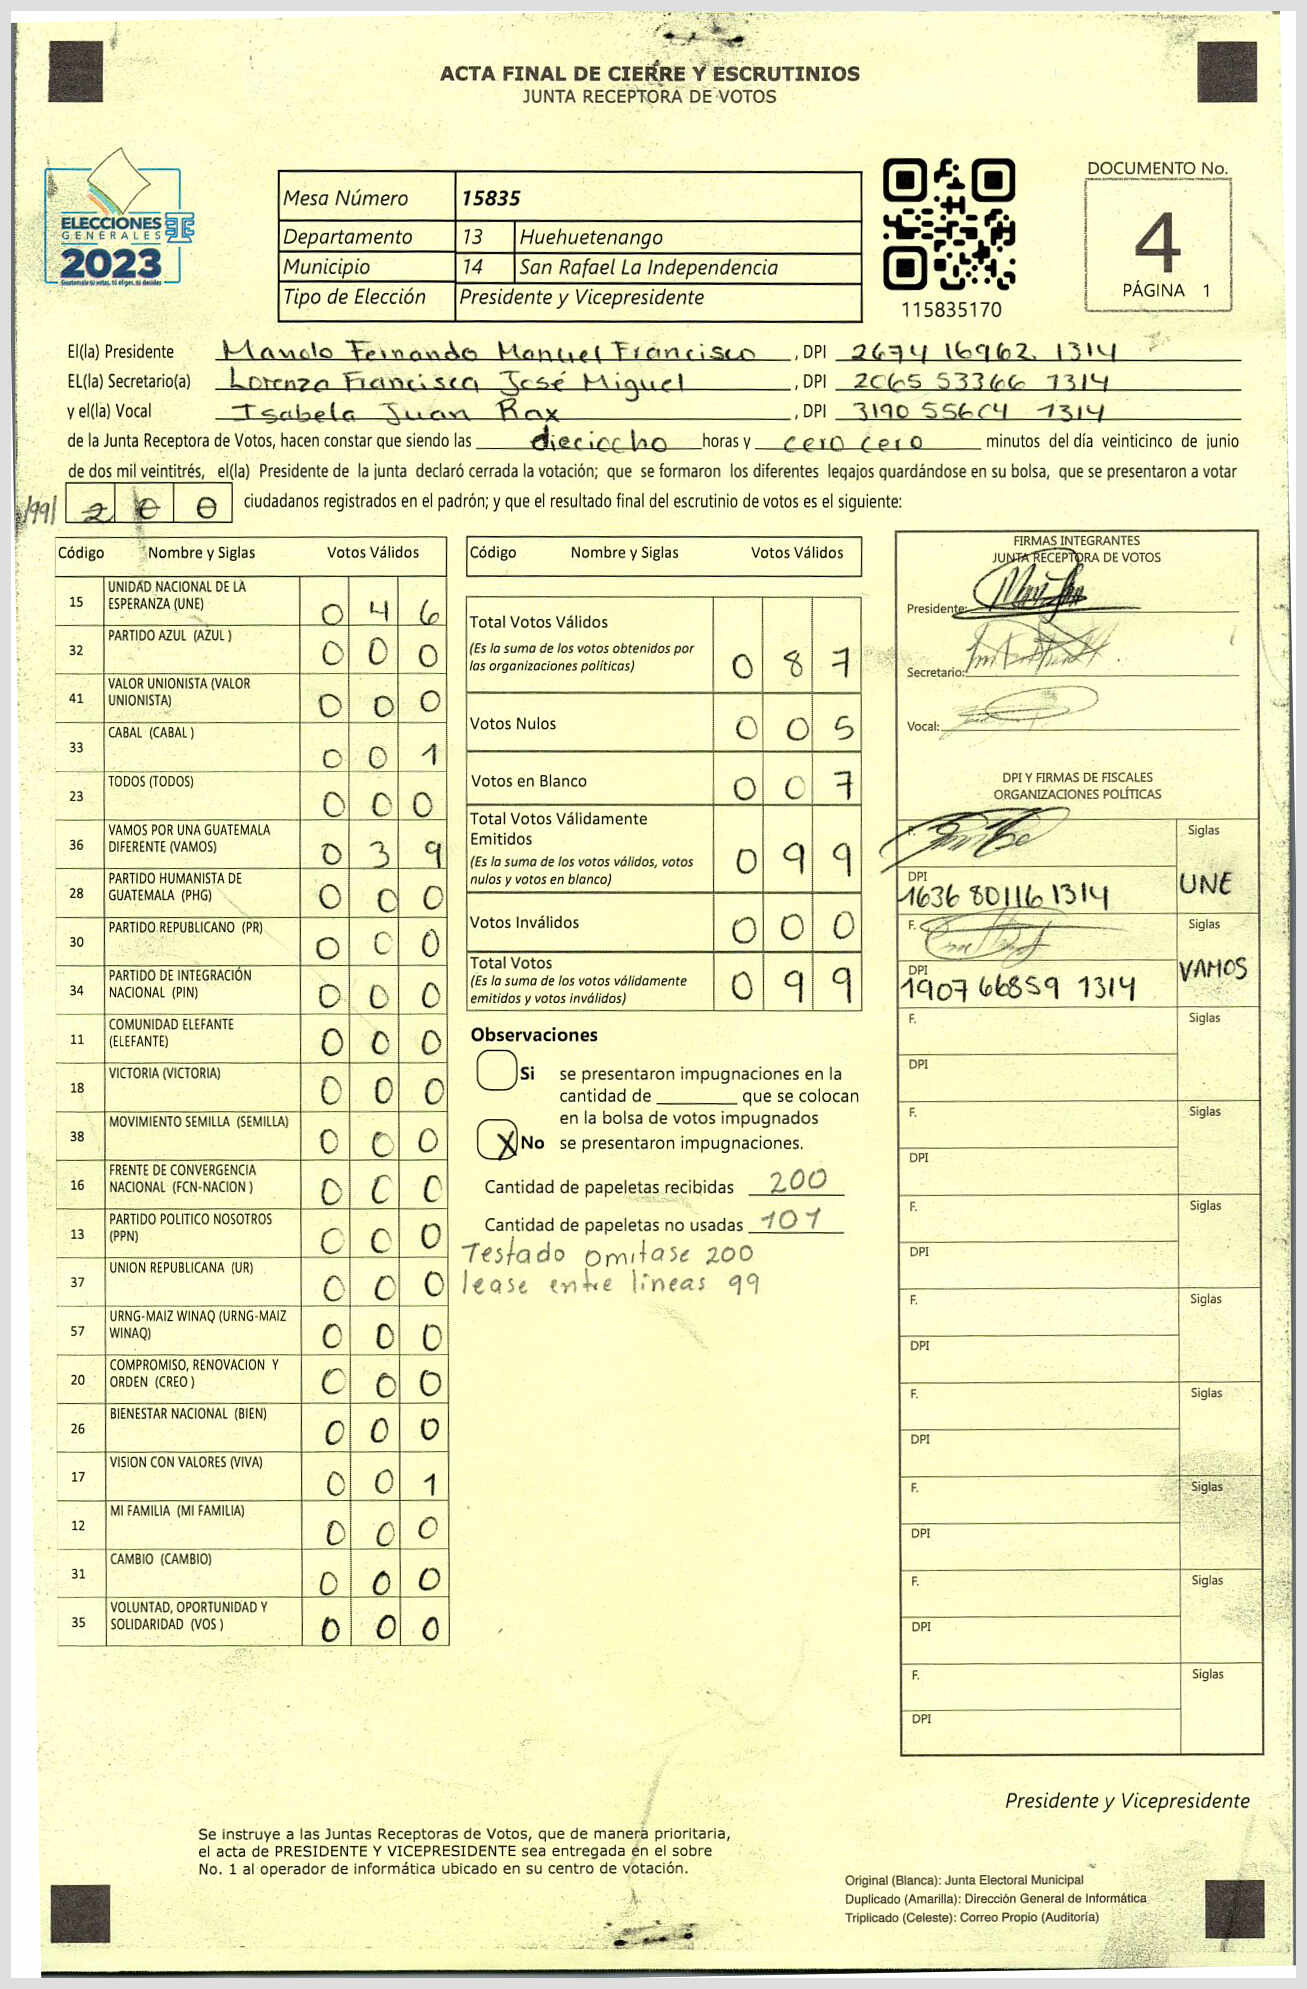 ACTA FINAL DE CIERRE Y ESCRUTINIOS
JUNTA RECEPTORA DE VOTOS
ELECCIONES
GENERALES
2023
Guatemala tú votas, tú eliges, tú decides
Mesa Número 15835
Departamento 13 Huehuetenango
Municipio 14 San Rafael La Independencia
Tipo de Elección Presidente y Vicepresidente
115835170
DOCUMENTO No.
4
PÁGINA 1
El(la) Presidente Manolo Fernando Manuel Francisco, DPI 2674 16962 1314
EL(la) Secretario(a) Lorenza Francisca José Miguel, DPI 2065 53366 1314
y el(la) Vocal Isabela Juan Rax, DPI 3190 55604 1314
de la Junta Receptora de Votos, hacen constar que siendo las dieciocho horas y cero cero minutos del día veinticinco de junio
de dos mil veintitrés, el(la) Presidente de la junta declaró cerrada la votación; que se formaron los diferentes legajos quardándose en su bolsa, que se presentaron a votar
/99/ 2 0 0 ciudadanos registrados en el padrón; y que el resultado final del escrutinio de votos es el siguiente:
Código Nombre y Siglas Votos Válidos
15 UNIDAD NACIONAL DE LA ESPERANZA (UNE) 0 4 6
32 PARTIDO AZUL (AZUL ) 0 0 0
41 VALOR UNIONISTA (VALOR UNIONISTA) 0 0 0
33 CABAL (CABAL ) 0 0 1
23 TODOS (TODOS) 0 0 0
36 VAMOS POR UNA GUATEMALA DIFERENTE (VAMOS) 0 3 9
28 PARTIDO HUMANISTA DE GUATEMALA (PHG) 0 0 0
30 PARTIDO REPUBLICANO (PR) 0 0 0
34 PARTIDO DE INTEGRACIÓN NACIONAL (PIN) 0 0 0
11 COMUNIDAD ELEFANTE (ELEFANTE) 0 0 0
18 VICTORIA (VICTORIA) 0 0 0
38 MOVIMIENTO SEMILLA (SEMILLA) 0 0 0
16 FRENTE DE CONVERGENCIA NACIONAL (FCN-NACION ) 0 0 0
13 PARTIDO POLITICO NOSOTROS (PPN) 0 0 0
37 UNION REPUBLICANA (UR) 0 0 0
57 URNG-MAIZ WINAQ (URNG-MAIZ WINAQ) 0 0 0
20 COMPROMISO, RENOVACION Y ORDEN (CREO ) 0 0 0
26 BIENESTAR NACIONAL (BIEN) 0 0 0
17 VISION CON VALORES (VIVA) 0 0 1
12 MI FAMILIA (MI FAMILIA) 0 0 0
31 CAMBIO (CAMBIO) 0 0 0
35 VOLUNTAD, OPORTUNIDAD Y SOLIDARIDAD (VOS ) 0 0 0
Código Nombre y Siglas Votos Válidos
Total Votos Válidos
(Es la suma de los votos obtenidos por
las organizaciones políticas) 0 8 7
Votos Nulos 0 0 5
Votos en Blanco 0 0 7
Total Votos Válidamente
Emitidos
(Es la suma de los votos válidos, votos
nulos y votos en blanco) 0 9 9
Votos Inválidos 0 0 0
Total Votos
(Es la suma de los votos válidamente
emitidos y votos inválidos) 0 9 9
Observaciones
Si se presentaron impugnaciones en la
cantidad de ________ que se colocan
en la bolsa de votos impugnados
X No se presentaron impugnaciones.
Cantidad de papeletas recibidas 200
Cantidad de papeletas no usadas 101
Testado omitase 200
lease entre lineas 99
FIRMAS INTEGRANTES
JUNTA RECEPTORA DE VOTOS
Presidente:
Secretario:
Vocal:
DPI Y FIRMAS DE FISCALES
ORGANIZACIONES POLÍTICAS
F. Siglas
DPI
1636 80116 1314 UNE
F. Siglas
DPI
1907 66859 1314 VAMOS
F. Siglas
DPI
F. Siglas
DPI
F. Siglas
DPI
F. Siglas
DPI
F. Siglas
DPI
F. Siglas
DPI
F. Siglas
DPI
F. Siglas
DPI
Presidente y Vicepresidente
Se instruye a las Juntas Receptoras de Votos, que de manera prioritaria,
el acta de PRESIDENTE Y VICEPRESIDENTE sea entregada en el sobre
No. 1 al operador de informática ubicado en su centro de votación.
Original (Blanca): Junta Electoral Municipal
Duplicado (Amarilla): Dirección General de Informática
Triplicado (Celeste): Correo Propio (Auditoría)